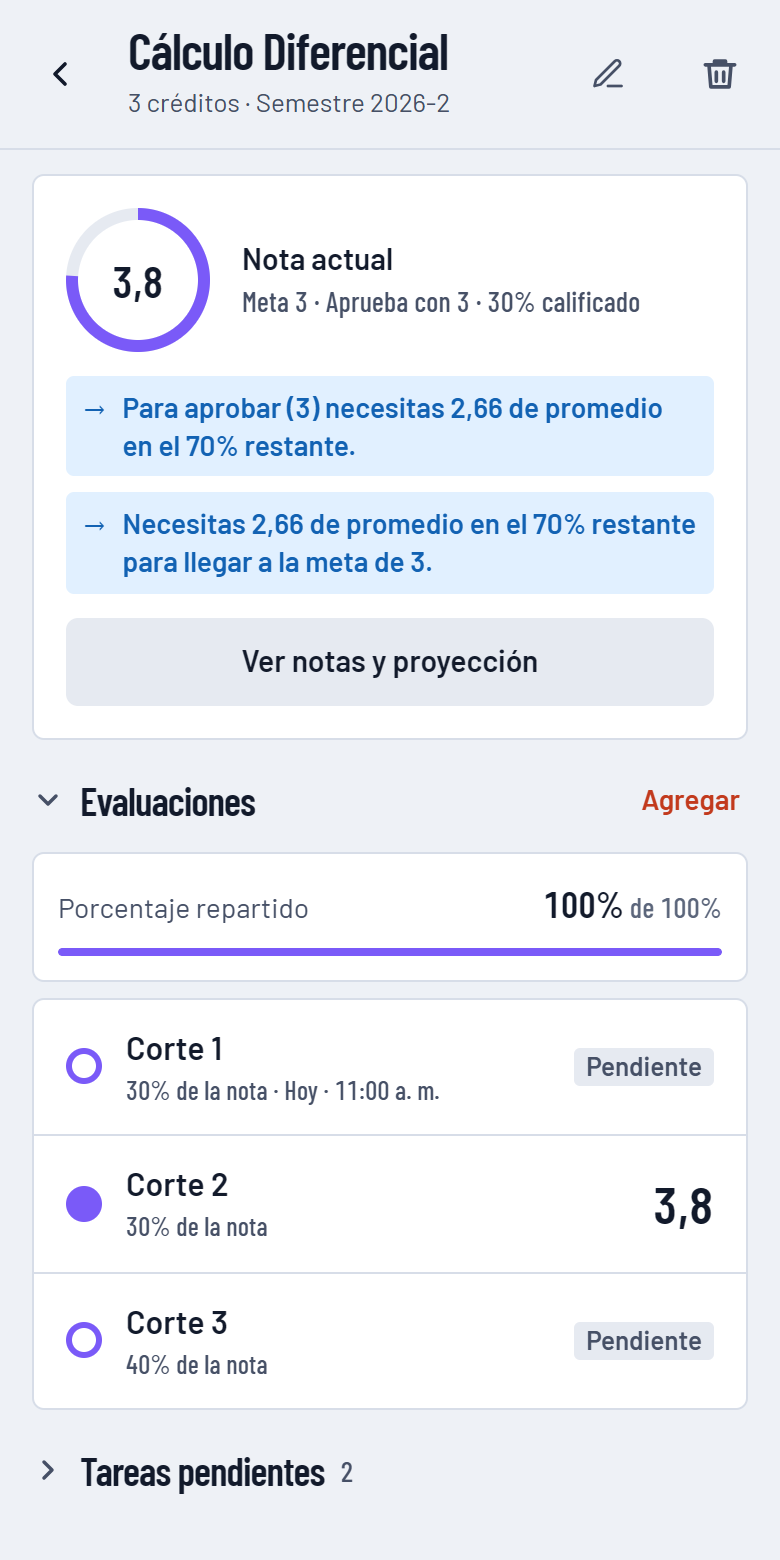 Cálculo Diferencial
3 créditos · Semestre 2026-2
3,8
Nota actual
Meta 3 · Aprueba con 3 · 30% calificado
→ Para aprobar (3) necesitas 2,66 de promedio
en el 70% restante.
→ Necesitas 2,66 de promedio en el 70% restante
para llegar a la meta de 3.
Ver notas y proyección
Evaluaciones
Agregar
Porcentaje repartido
100% de 100%
Corte 1
30% de la nota · Hoy · 11:00 a. m.
Pendiente
Corte 2
30% de la nota
3,8
Corte 3
40% de la nota
Pendiente
Tareas pendientes 2